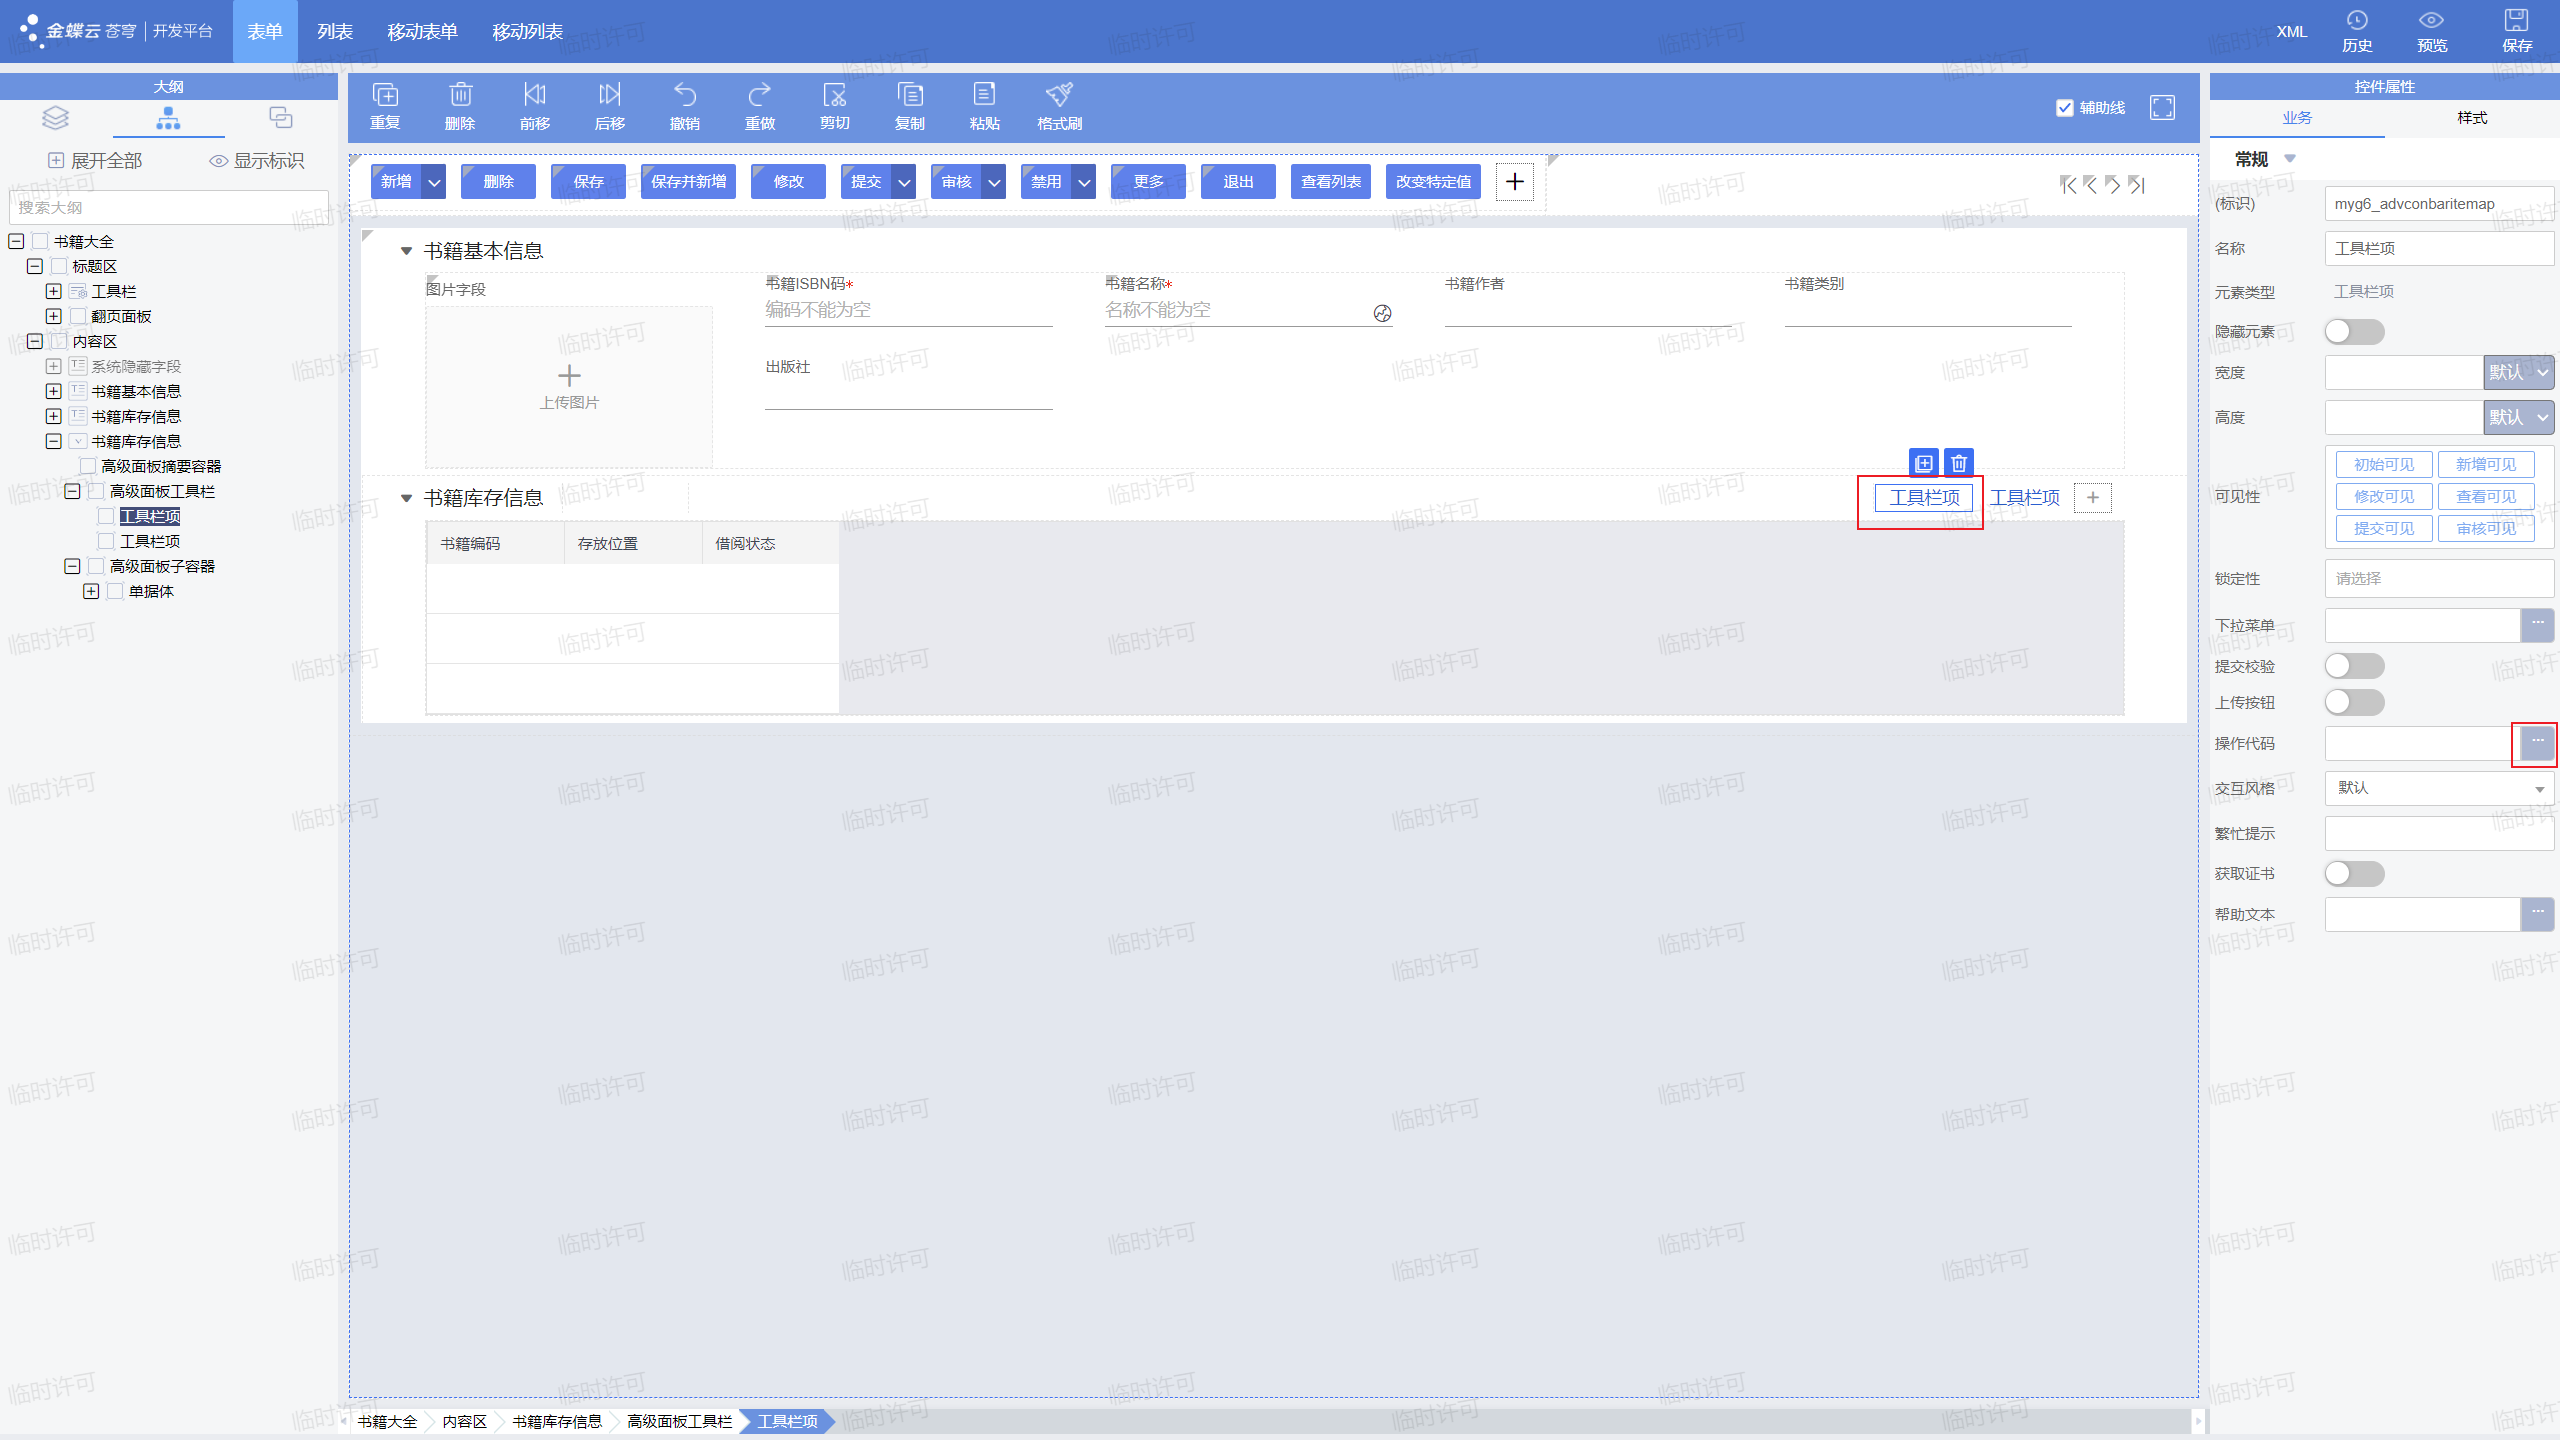 金蝶云 苍穹 | 开发平台
表单
列表
移动表单
移动列表
XML
历史
预览
保存
大纲
展开全部
显示标识
搜索大纲
书籍大全
标题区
工具栏
翻页面板
内容区
系统隐藏字段
书籍基本信息
书籍库存信息
书籍库存信息
高级面板摘要容器
高级面板工具栏
工具栏项
工具栏项
高级面板子容器
单据体
重复
删除
前移
后移
撤销
重做
剪切
复制
粘贴
格式刷
辅助线
新增
删除
保存
保存并新增
修改
提交
审核
禁用
更多
退出
查看列表
改变特定值
书籍基本信息
图片字段
上传图片
书籍ISBN码*
编码不能为空
书籍名称*
名称不能为空
书籍作者
书籍类别
出版社
书籍库存信息
工具栏项
工具栏项
书籍编码
存放位置
借阅状态
书籍大全
内容区
书籍库存信息
高级面板工具栏
工具栏项
控件属性
业务
样式
常规
(标识)
myg6_advconbaritemap
名称
工具栏项
元素类型
工具栏项
隐藏元素
宽度
默认
高度
默认
可见性
初始可见
新增可见
修改可见
查看可见
提交可见
审核可见
锁定性
请选择
下拉菜单
提交校验
上传按钮
操作代码
交互风格
默认
繁忙提示
获取证书
帮助文本
临时许可